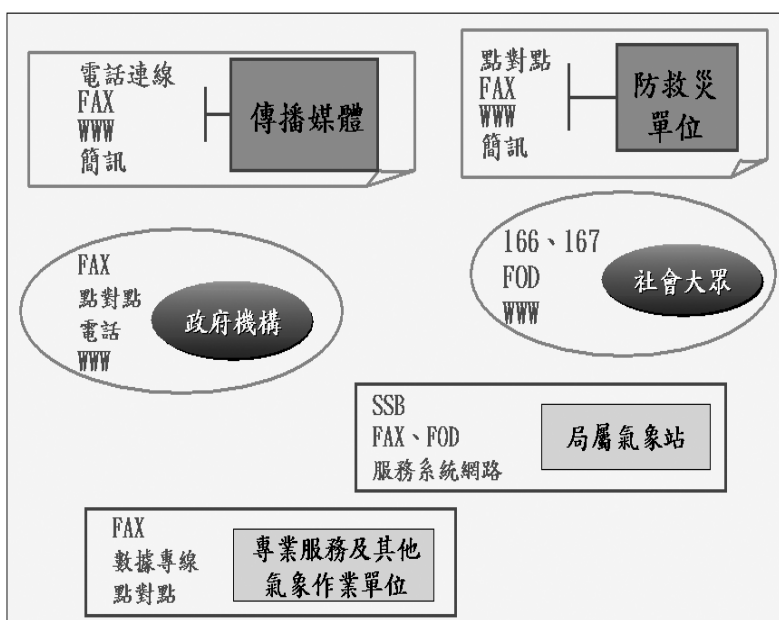 電話連線
FAX
WWW
簡訊
傳播媒體
點對點
FAX
WWW
簡訊
防救災
單位
FAX
點對點
電話
WWW
政府機構
166、167
FOD
WWW
社會大眾
SSB
FAX、FOD
服務系統網路
局屬氣象站
FAX
數據專線
點對點
專業服務及其他
氣象作業單位